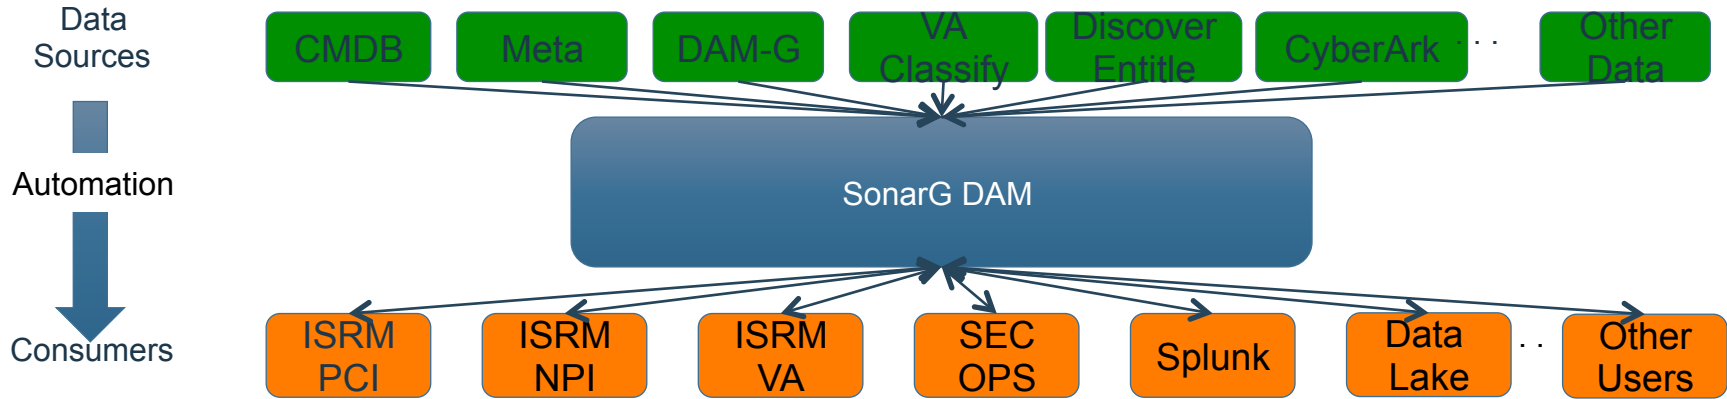 Data
Sources
CMDB
Meta
DAM-G
VA
Classify
Discover
Entitle
CyberArk
. . .
Other
Data
Automation
SonarG DAM
Consumers
ISRM
PCI
ISRM
NPI
ISRM
VA
SEC
OPS
Splunk
Data
Lake
. .
Other
Users